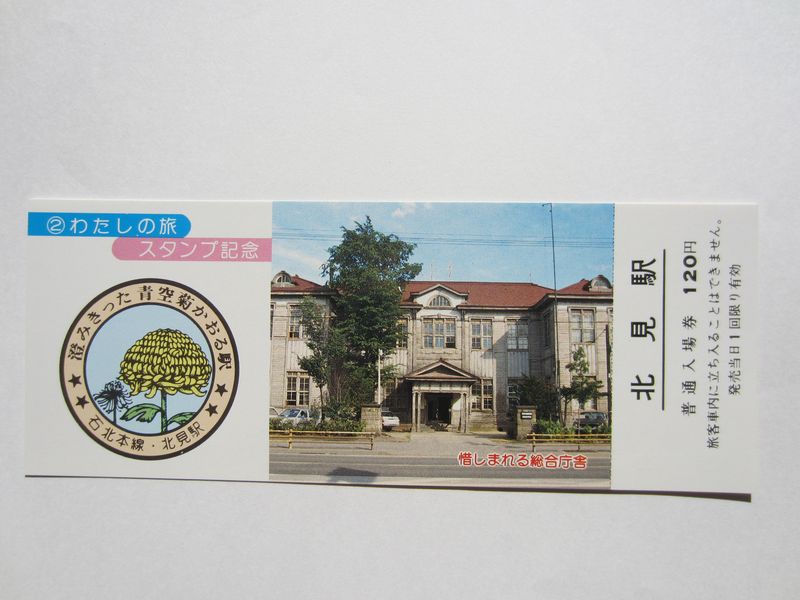 ②わたしの旅
スタンプ記念
澄みきった青空菊かおる駅
石北本線・北見駅
惜しまれる総合庁舎
北見駅
普通入場券 120円
旅客車内に立ち入ることはできません。
発売当日1回限り有効